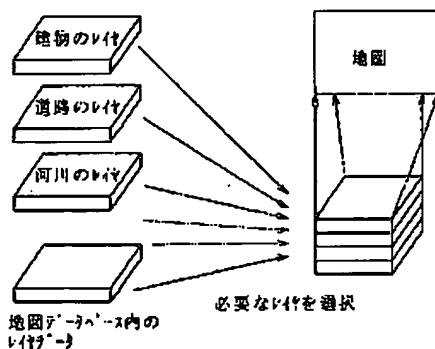 建物のレイヤ
道路のレイヤ
河川のレイヤ
地図データベース内の
レイヤデータ
必要なレイヤを選択
地図